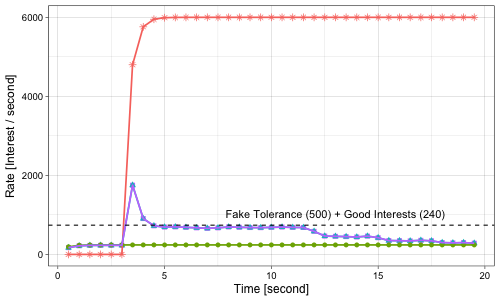 6000
4000
2000
0
Rate [Interest / second]
Fake Tolerance (500) + Good Interests (240)
0 5 10 15 20
Time [second]